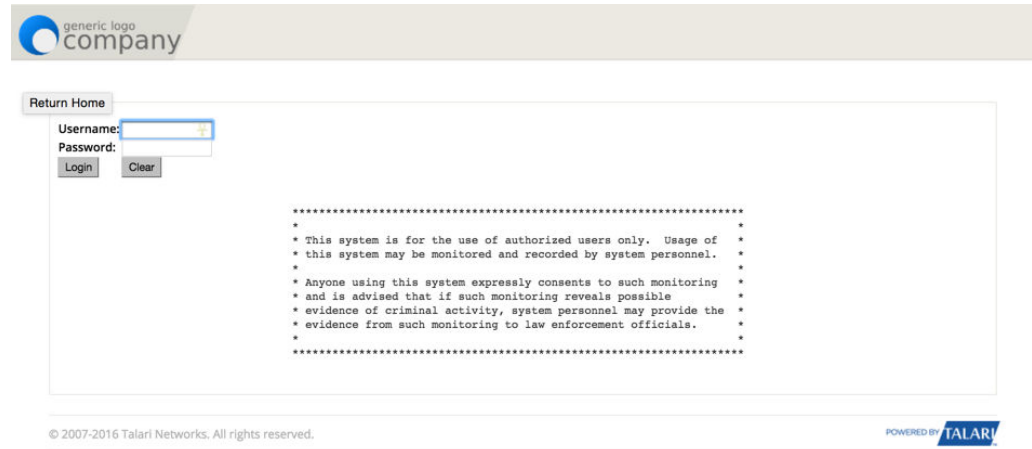 generic logo
company
Return Home
Username:
Password:
Login Clear
********************************************************************
* *
* This system is for the use of authorized users only. Usage of *
* this system may be monitored and recorded by system personnel. *
* *
* Anyone using this system expressly consents to such monitoring *
* and is advised that if such monitoring reveals possible *
* evidence of criminal activity, system personnel may provide the *
* evidence from such monitoring to law enforcement officials. *
* *
********************************************************************
© 2007-2016 Talari Networks. All rights reserved.
POWERED BY TALARI